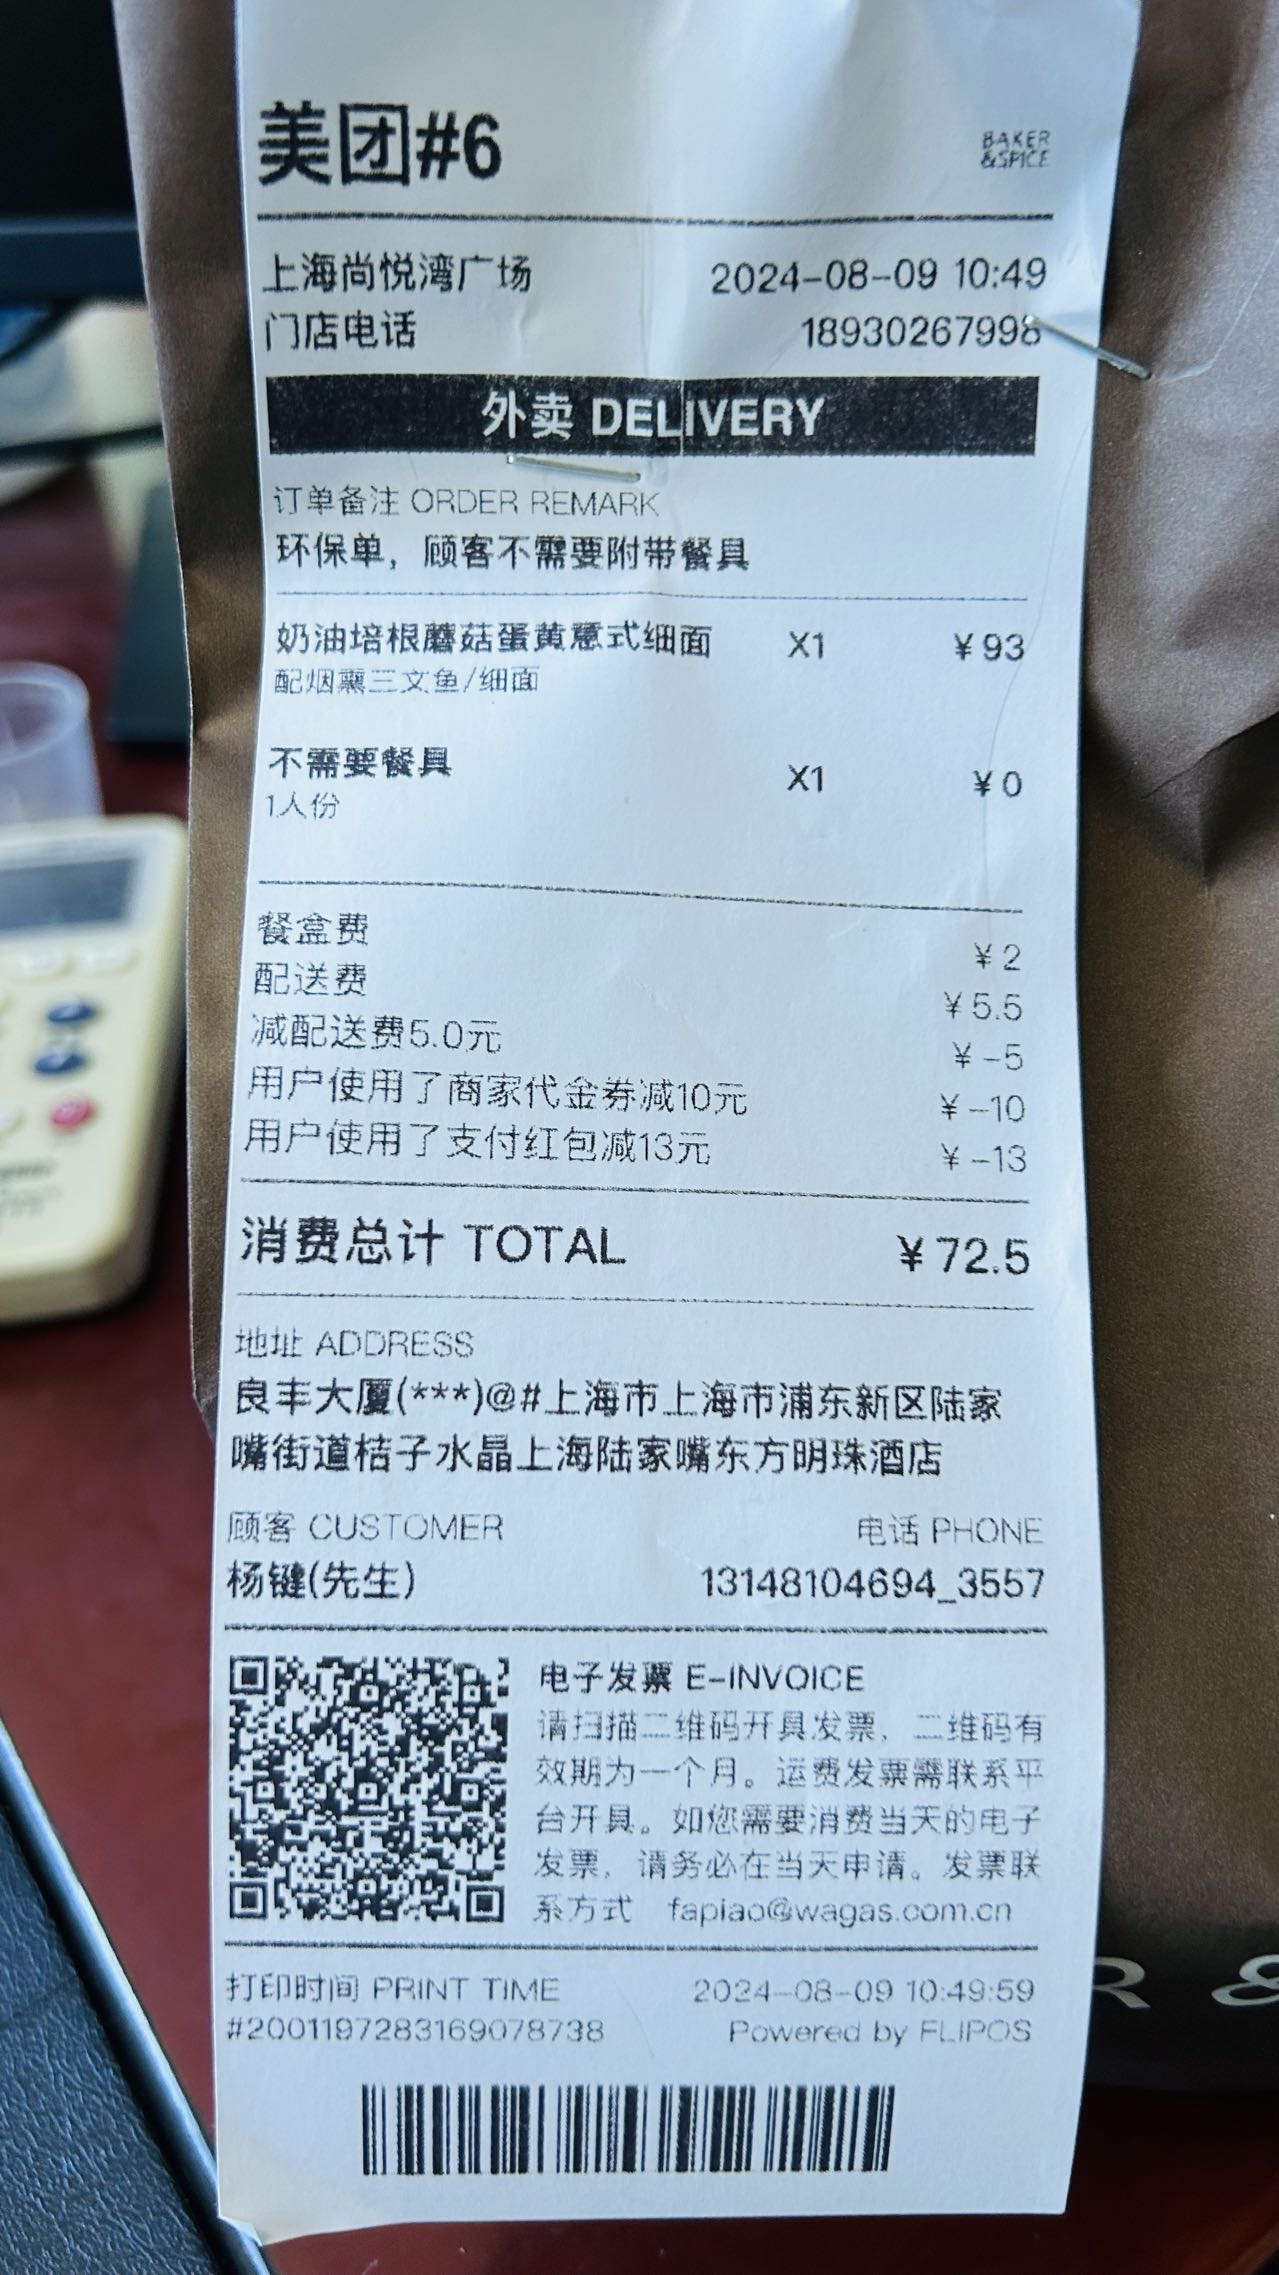 美团#6
BAKER
&SPICE
上海尚悦湾广场 2024-08-09 10:49
门店电话 18930267998
外卖 DELIVERY
订单备注 ORDER REMARK
环保单，顾客不需要附带餐具
奶油培根蘑菇蛋黄意式细面 X1 ¥93
配烟熏三文鱼/细面
不需要餐具 X1 ¥0
1人份
餐盒费 ¥2
配送费 ¥5.5
减配送费5.0元 ¥-5
用户使用了商家代金券减10元 ¥-10
用户使用了支付红包减13元 ¥-13
消费总计 TOTAL ¥72.5
地址 ADDRESS
良丰大厦(***)@#上海市上海市浦东新区陆家
嘴街道桔子水晶上海陆家嘴东方明珠酒店
顾客 CUSTOMER 电话 PHONE
杨键(先生) 13148104694_3557
电子发票 E-INVOICE
请扫描二维码开具发票，二维码有
效期为一个月。运费发票需联系平
台开具。如您需要消费当天的电子
发票，请务必在当天申请。发票联
系方式 fapiao@wagas.com.cn
打印时间 PRINT TIME 2024-08-09 10:49:59
#2001197283169078738 Powered by FLIPOS
R &